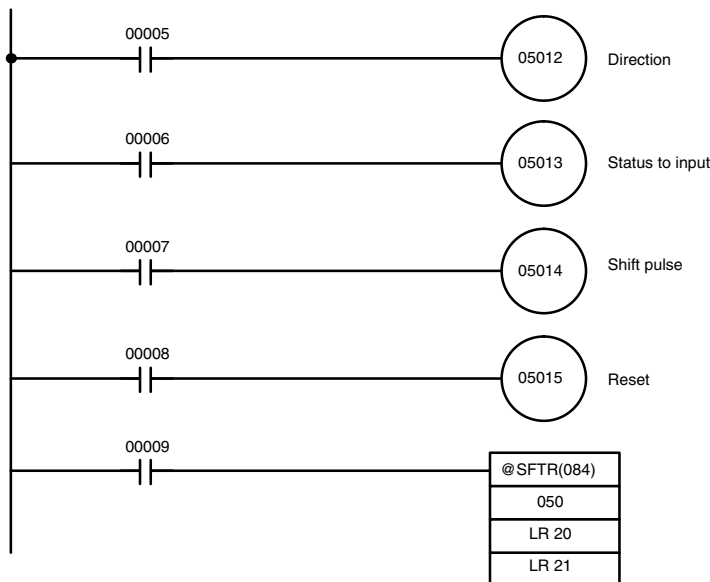 00005
05012 Direction
00006
05013 Status to input
00007
05014 Shift pulse
00008
05015 Reset
00009
@SFTR(084)
050
LR 20
LR 21